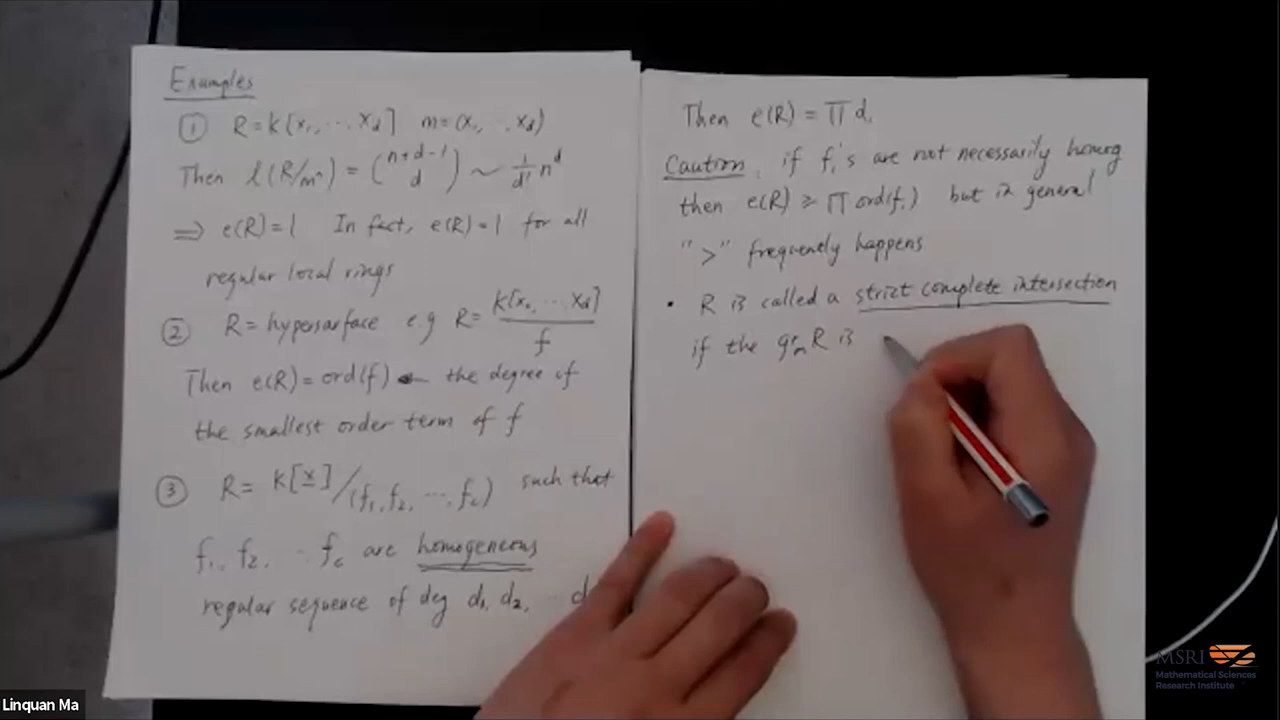 Examples
① R = k[x₁, ... x_d] m = (x₁, ... x_d)
Then l(R/mⁿ) = (n+d-1 d) ~ 1/d! n^d
⇒ e(R) = 1 In fact, e(R) = 1 for all
regular local rings
② R = hypersurface e.g R = k[x₀, ... x_d] / f
Then e(R) = ord(f) ← the degree of
the smallest order term of f
③ R = k[x]/(f₁, f₂, ... f_c) such that
f₁, f₂, ... f_c are homogeneous
regular sequence of deg d₁, d₂, ... d
Then e(R) = ∏ dᵢ
Caution, if fᵢ's are not necessarily homog
then e(R) ≥ ∏ ord(fᵢ) but in general
">" frequently happens
• R is called a strict complete intersection
if the gr_m R is
Linquan Ma
MSRI
Mathematical Sciences
Research Institute